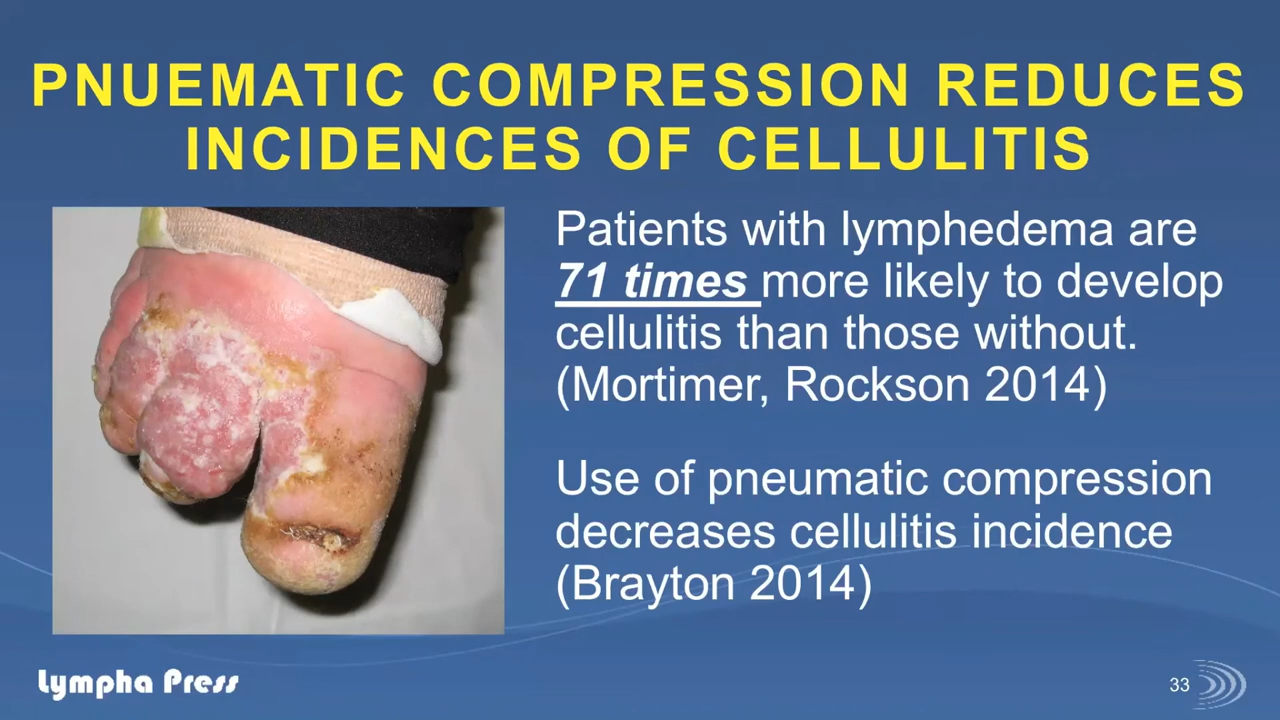 PNUEMATIC COMPRESSION REDUCES
INCIDENCES OF CELLULITIS
Patients with lymphedema are
71 times more likely to develop
cellulitis than those without.
(Mortimer, Rockson 2014)
Use of pneumatic compression
decreases cellulitis incidence
(Brayton 2014)
Lympha Press
33